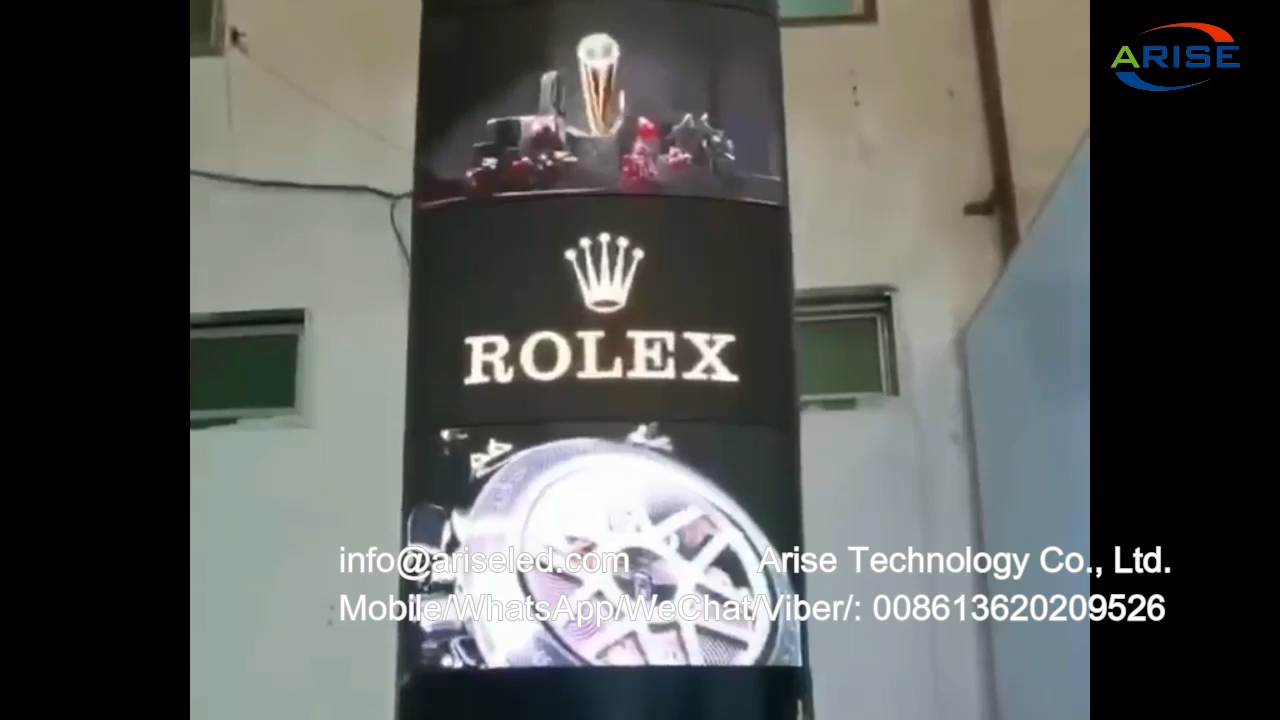 ARISE
ROLEX
info@ariseled.com Arise Technology Co., Ltd.
Mobile/WhatsApp/WeChat/Viber/: 008613620209526